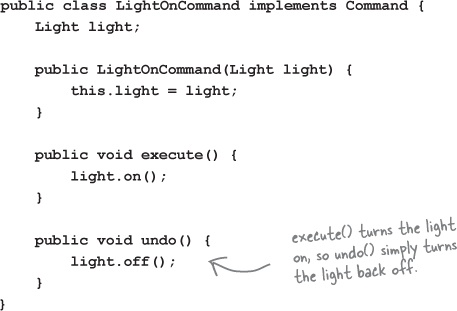 public class LightOnCommand implements Command {
Light light;
public LightOnCommand(Light light) {
this.light = light;
}
public void execute() {
light.on();
}
public void undo() {
light.off();
}
}
execute() turns the light
on, so undo() simply turns
the light back off.